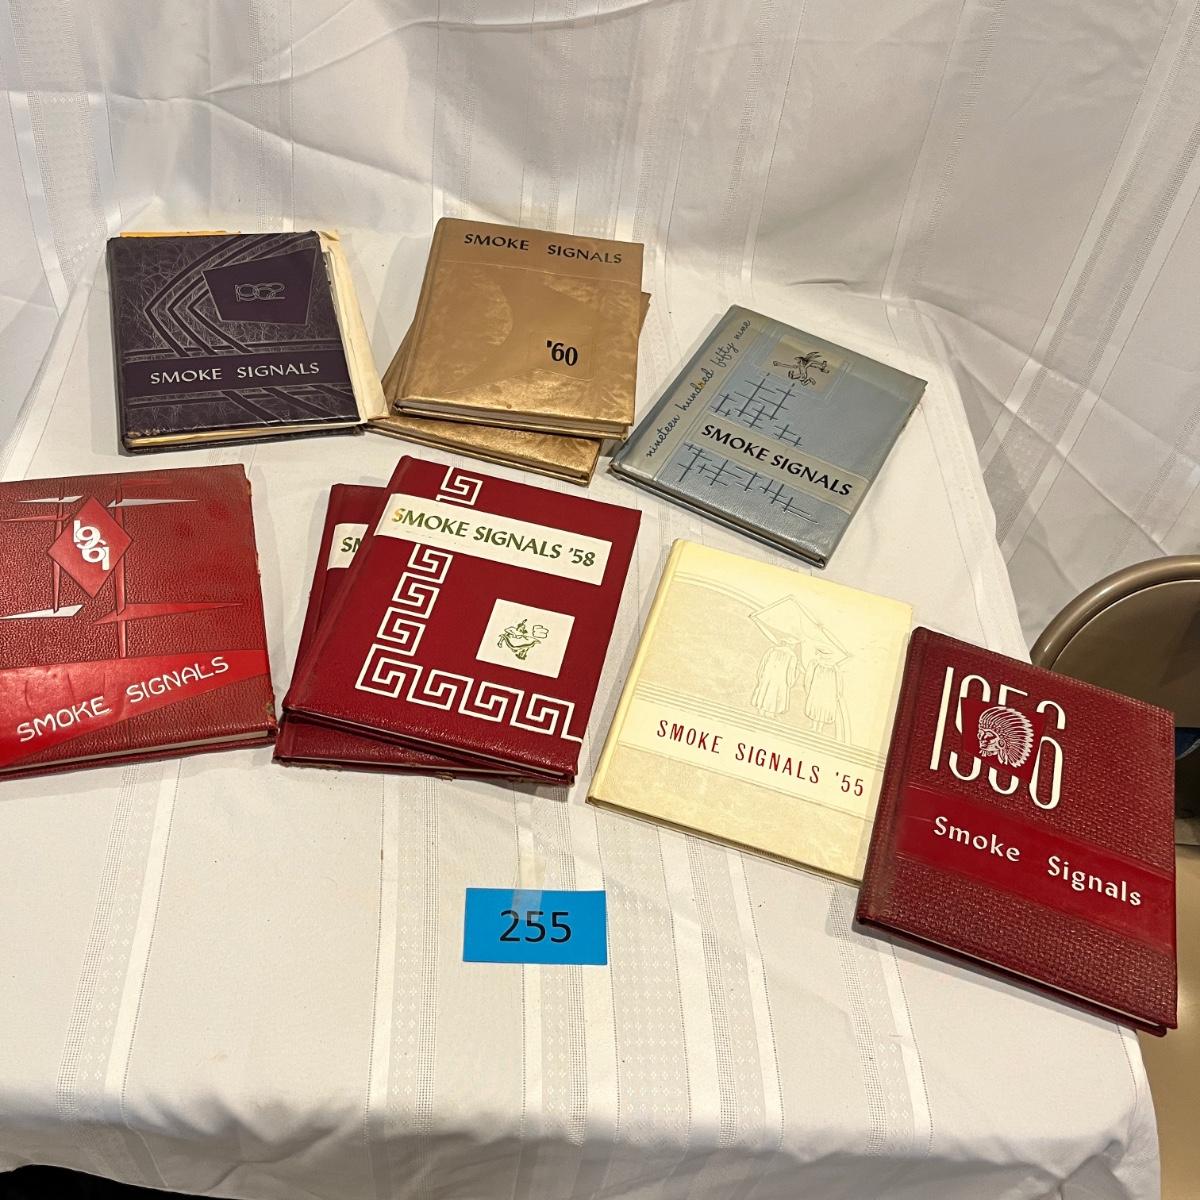 1962
SMOKE SIGNALS
SMOKE SIGNALS
'60
nineteen hundred fifty nine
SMOKE SIGNALS
1961
SMOKE SIGNALS
SM
SMOKE SIGNALS '58
SMOKE SIGNALS '55
1956
Smoke Signals
255